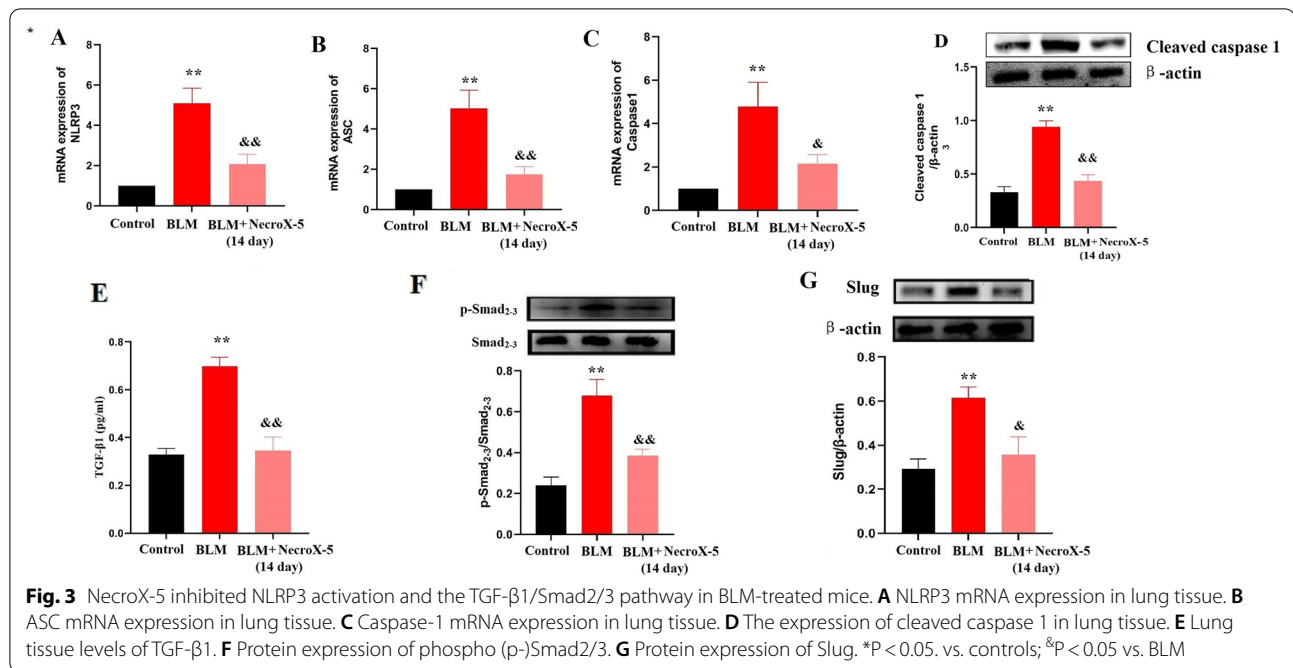 *
A
mRNA expression of
NLRP3
8
6
4
2
0
**
&&
Control
BLM
BLM+NecroX-5
(14 day)
B
mRNA expression of
ASC
8
6
4
2
0
**
&&
Control
BLM
BLM+NecroX-5
(14 day)
C
mRNA expression of
Caspase1
8
6
4
2
0
**
&
Control
BLM
BLM+NecroX-5
(14 day)
D
Cleaved caspase 1
β -actin
Cleaved caspase 1
/β-actin
3
1.5
1.0
0.5
0.0
**
&&
Control
BLM
BLM+NecroX-5
(14 day)
E
TGF-β1 (pg/ml)
0.8
0.6
0.4
0.2
0.0
**
&&
Control
BLM
BLM+NecroX-5
(14 day)
F
p-Smad2-3
Smad2-3
p-Smad2-3/Smad2-3
0.8
0.6
0.4
0.2
0.0
**
&&
Control
BLM
BLM+NecroX-5
(14 day)
G
Slug
β -actin
Slug/β-actin
0.8
0.6
0.4
0.2
0.0
**
&
Control
BLM
BLM+NecroX-5
(14 day)
Fig. 3 NecroX-5 inhibited NLRP3 activation and the TGF-β1/Smad2/3 pathway in BLM-treated mice. A NLRP3 mRNA expression in lung tissue. B
ASC mRNA expression in lung tissue. C Caspase-1 mRNA expression in lung tissue. D The expression of cleaved caspase 1 in lung tissue. E Lung
tissue levels of TGF-β1. F Protein expression of phospho (p-)Smad2/3. G Protein expression of Slug. *P < 0.05. vs. controls; &P < 0.05 vs. BLM